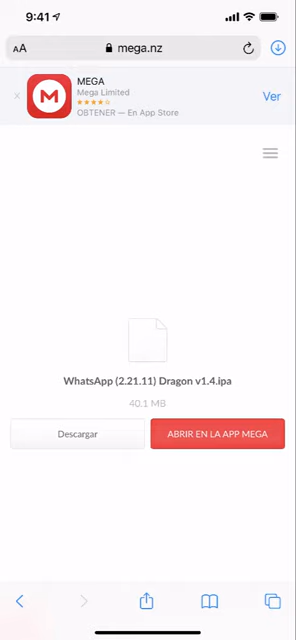 9:41
AA mega.nz
MEGA
Mega Limited
OBTENER — En App Store
Ver
WhatsApp (2.21.11) Dragon v1.4.ipa
40,1 MB
Descargar
ABRIR EN LA APP MEGA